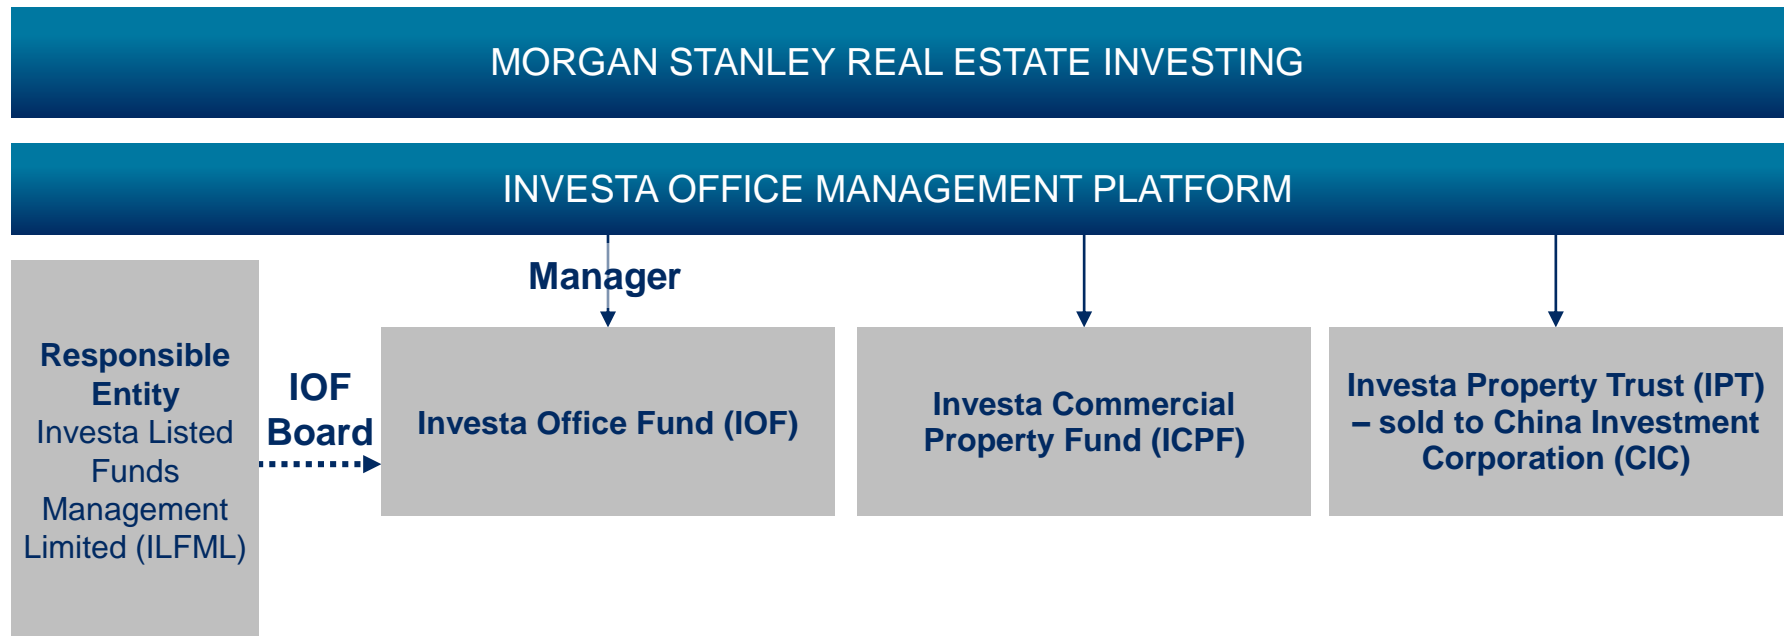 MORGAN STANLEY REAL ESTATE INVESTING
INVESTA OFFICE MANAGEMENT PLATFORM
Manager
Responsible
Entity
Investa Listed
Funds
Management
Limited (ILFML)
IOF
Board
Investa Office Fund (IOF)
Investa Commercial
Property Fund (ICPF)
Investa Property Trust (IPT)
– sold to China Investment
Corporation (CIC)